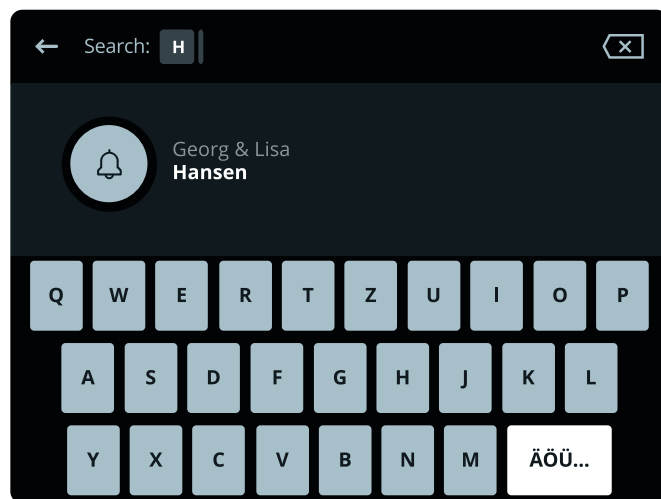 Search: H
Georg & Lisa
Hansen
Q W E R T Z U I O P
A S D F G H J K L
Y X C V B N M ÄÖÜ...